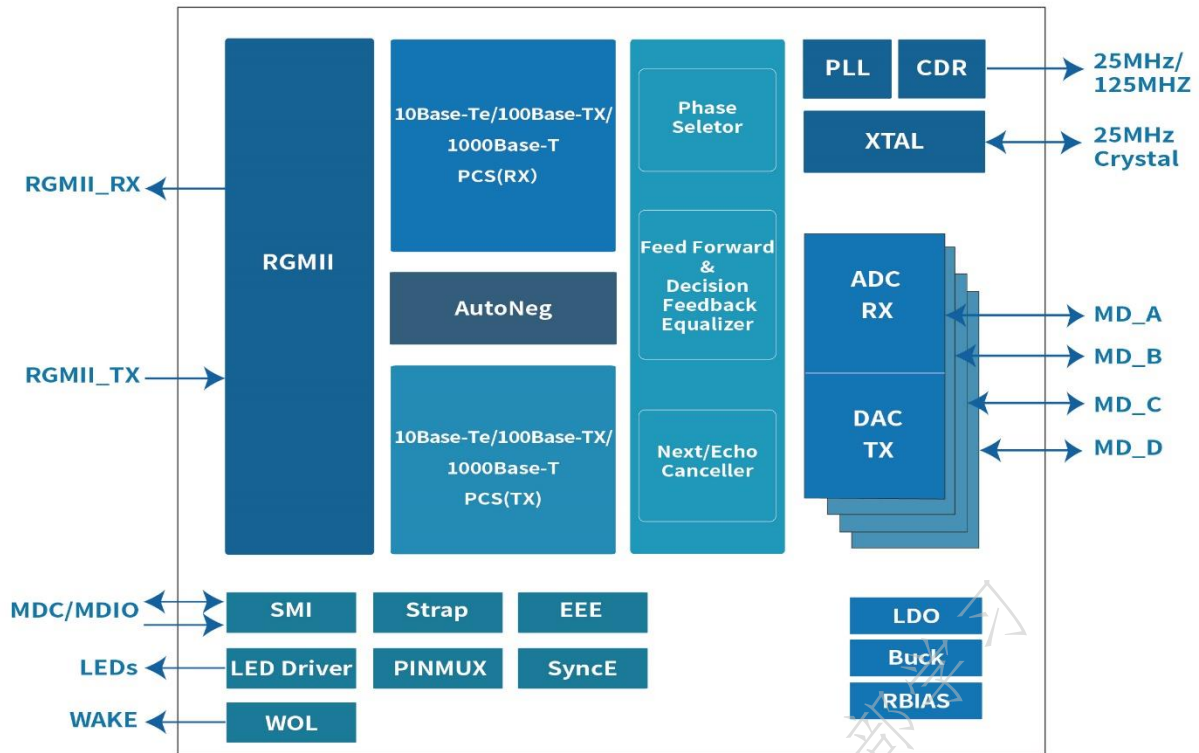 RGMII_RX
RGMII_TX
RGMII
10Base-Te/100Base-TX/
1000Base-T
PCS(RX）
AutoNeg
10Base-Te/100Base-TX/
1000Base-T
PCS(TX)
Phase
Seletor
Feed Forward
&
Decision
Feedback
Equalizer
Next/Echo
Canceller
PLL
CDR
25MHz/
125MHZ
XTAL
25MHz
Crystal
ADC
RX
DAC
TX
MD_A
MD_B
MD_C
MD_D
MDC/MDIO
SMI
Strap
EEE
LEDs
LED Driver
PINMUX
SyncE
WAKE
WOL
LDO
Buck
RBIAS
部学习